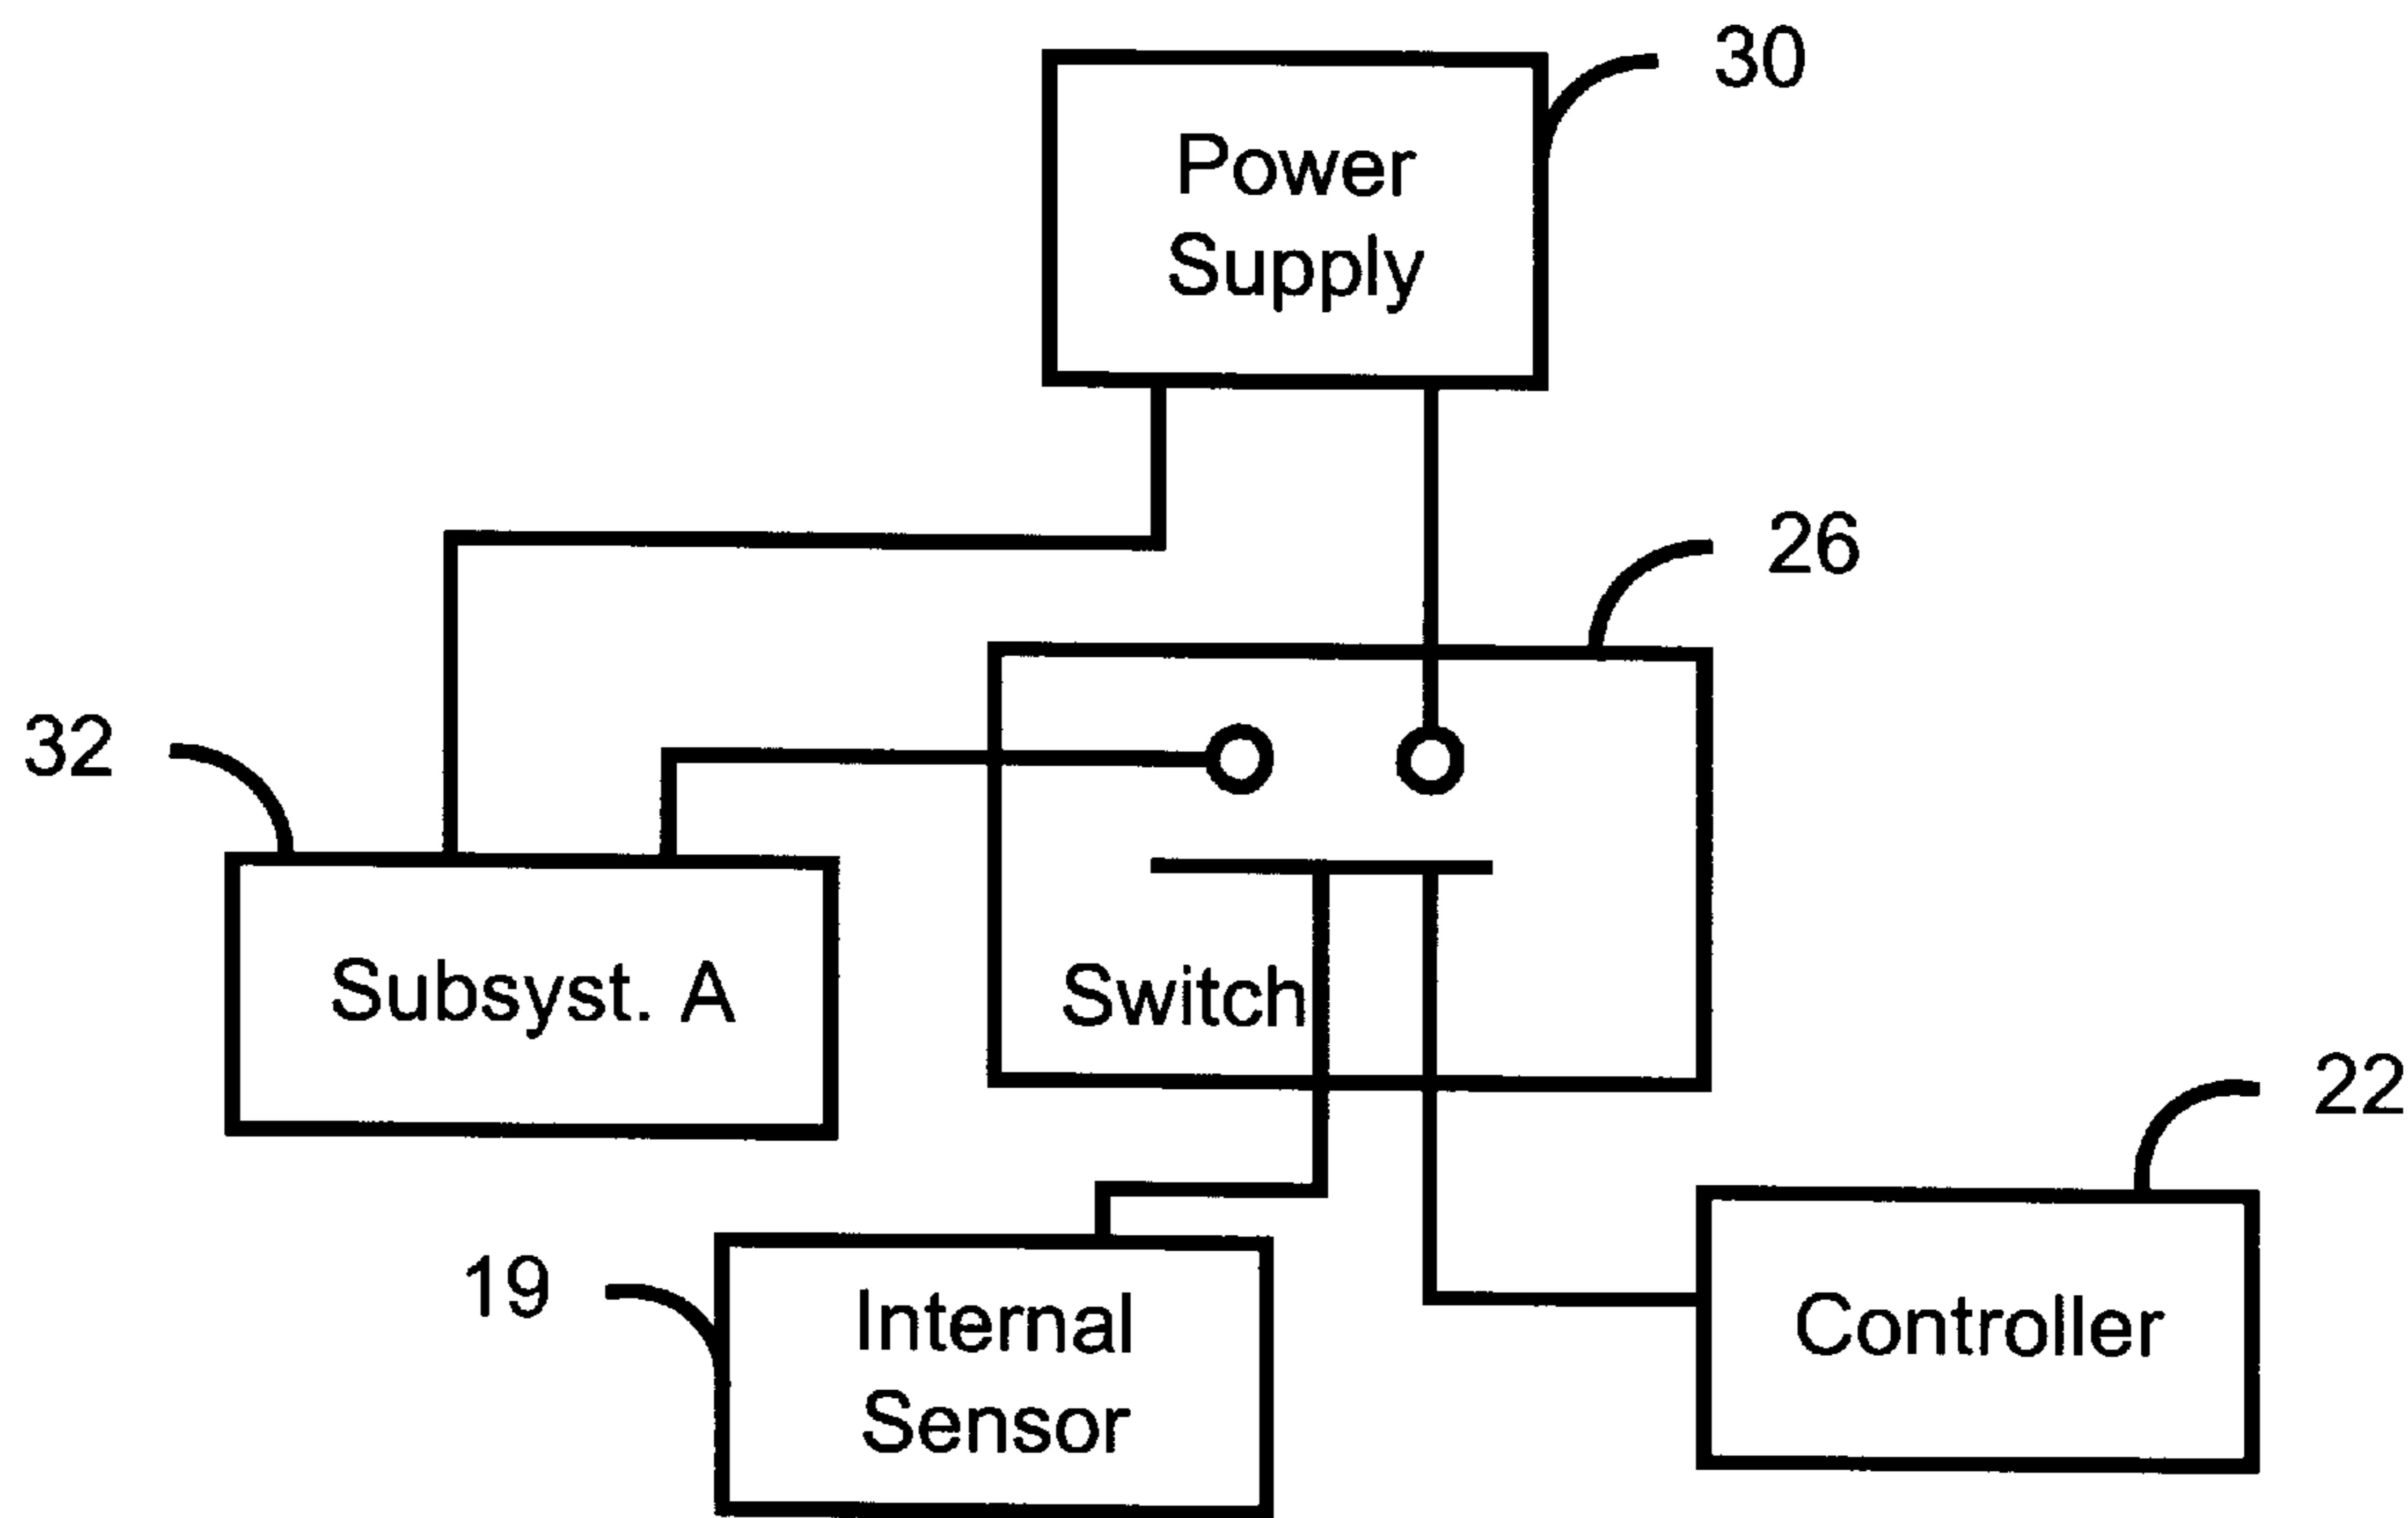 30
Power
Supply
26
32
Subsyst. A
Switch
22
19
Internal
Sensor
Controller